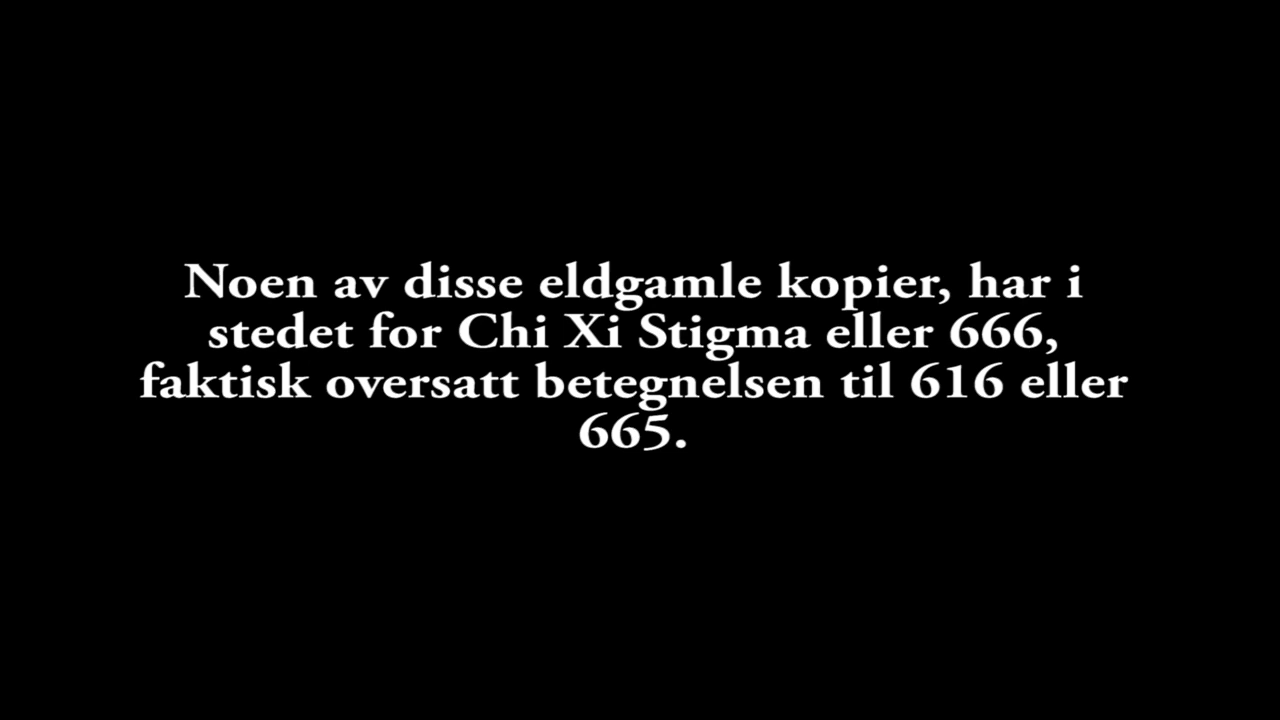 Noen av disse eldgamle kopier, har i
stedet for Chi Xi Stigma eller 666,
faktisk oversatt betegnelsen til 616 eller
665.